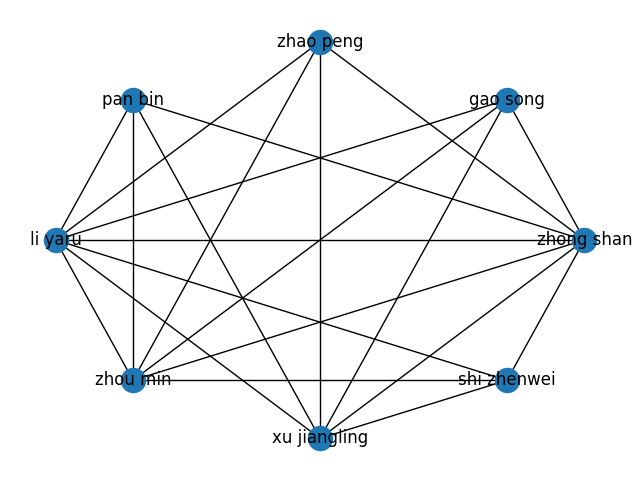 zhao peng
pan bin
gao song
li yaru
zhong shan
zhou min
shi zhenwei
xu jiangling